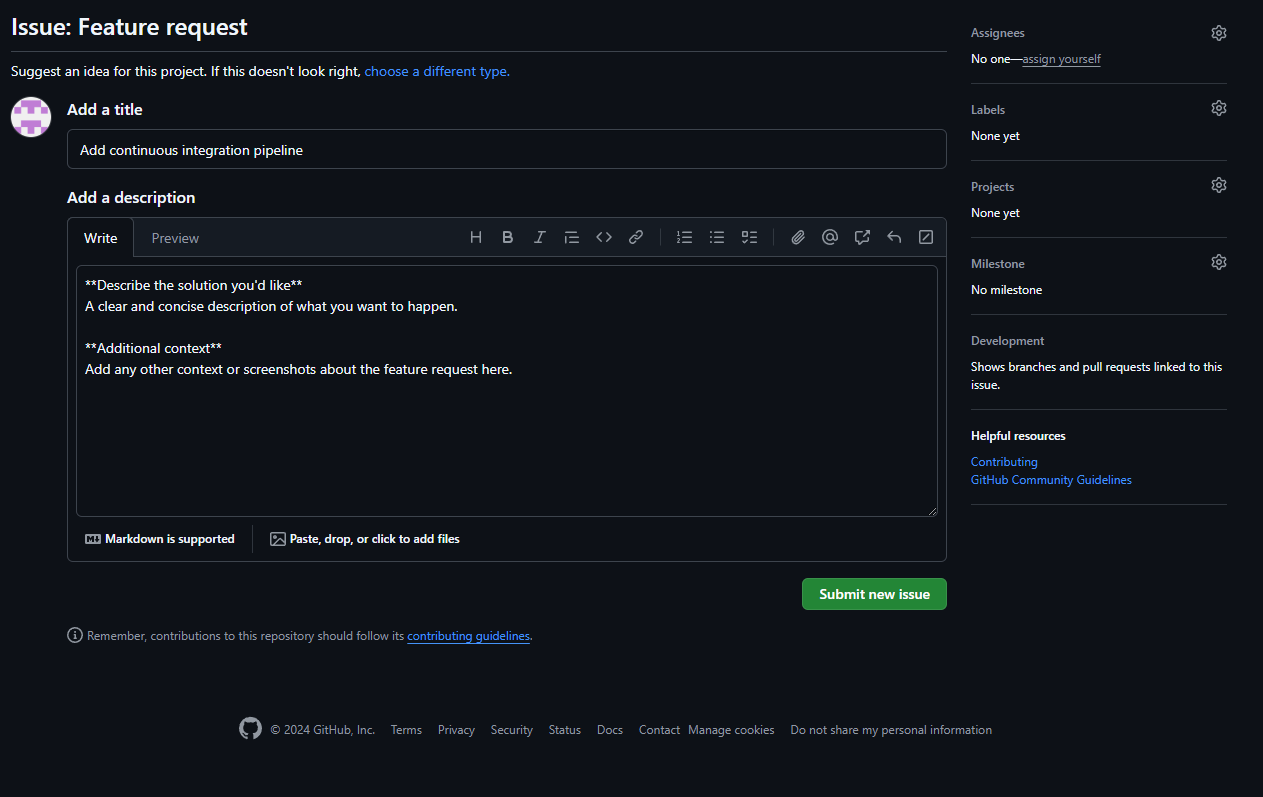 Issue: Feature request
Suggest an idea for this project. If this doesn't look right, choose a different type.
Add a title
Add continuous integration pipeline
Add a description
Write Preview
**Describe the solution you'd like**
A clear and concise description of what you want to happen.
**Additional context**
Add any other context or screenshots about the feature request here.
Markdown is supported
Paste, drop, or click to add files
Submit new issue
Remember, contributions to this repository should follow its contributing guidelines.
Assignees
No one—assign yourself
Labels
None yet
Projects
None yet
Milestone
No milestone
Development
Shows branches and pull requests linked to this
issue.
Helpful resources
Contributing
GitHub Community Guidelines
© 2024 GitHub, Inc. Terms Privacy Security Status Docs Contact Manage cookies Do not share my personal information